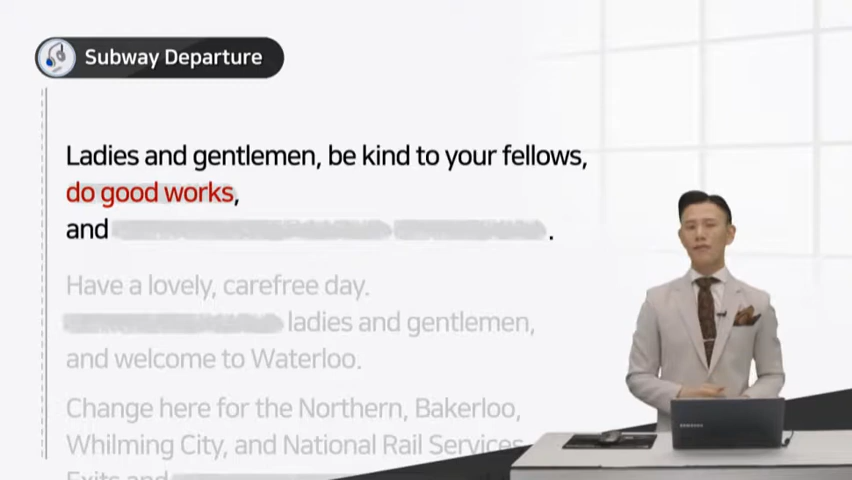 Subway Departure
Ladies and gentlemen, be kind to your fellows,
do good works,
and .
Have a lovely, carefree day.
ladies and gentlemen,
and welcome to Waterloo.
Change here for the Northern, Bakerloo,
Whilming City, and National Rail Services
Exits and
SAMSUNG